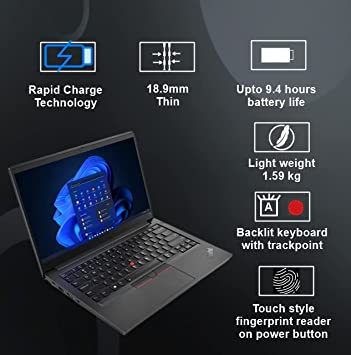 Rapid Charge
Technology
18.9mm
Thin
Upto 9.4 hours
battery life
Light weight
1.59 kg
A
Backlit keyboard
with trackpoint
Touch style
fingerprint reader
on power button